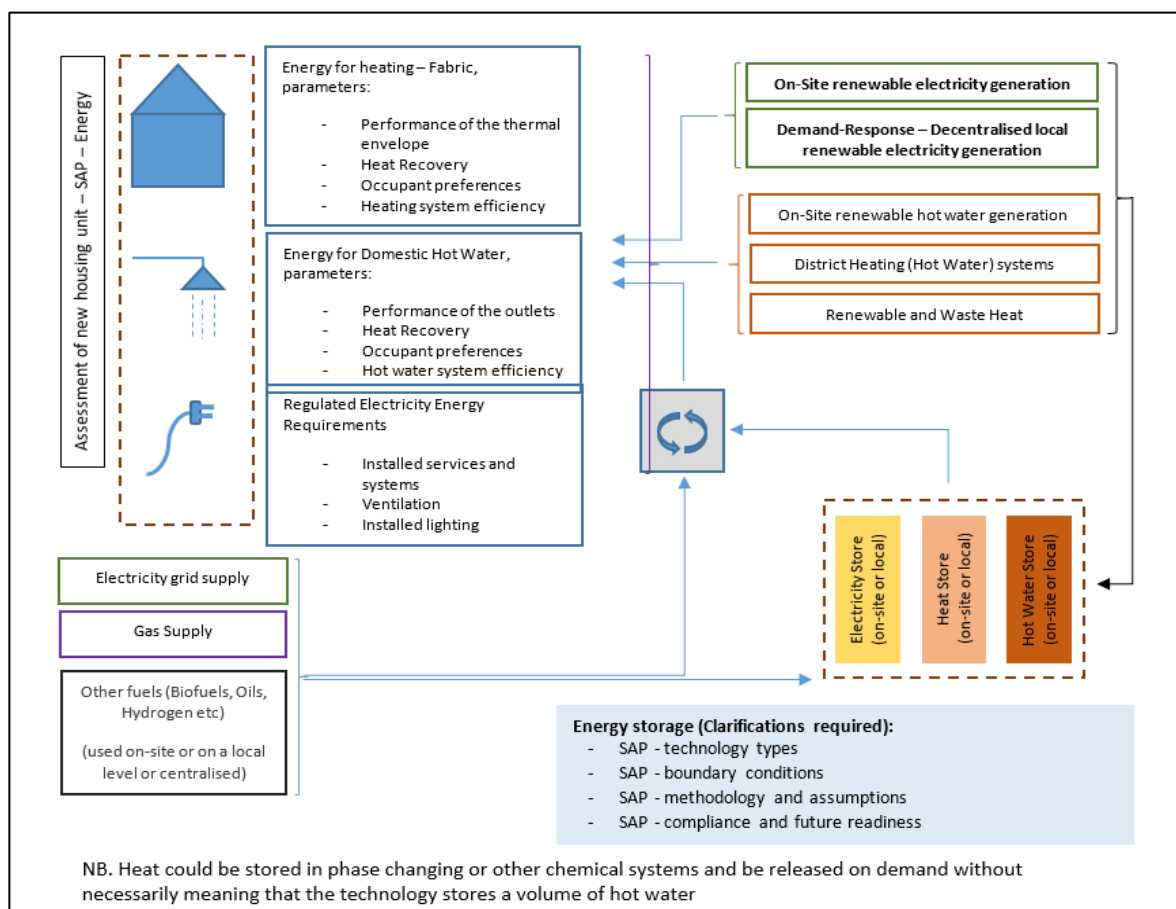 Assessment of new housing unit – SAP – Energy
Energy for heating – Fabric,
parameters:
- Performance of the thermal
envelope
- Heat Recovery
- Occupant preferences
- Heating system efficiency
Energy for Domestic Hot Water,
parameters:
- Performance of the outlets
- Heat Recovery
- Occupant preferences
- Hot water system efficiency
Regulated Electricity Energy
Requirements
- Installed services and
systems
- Ventilation
- Installed lighting
On-Site renewable electricity generation
Demand-Response – Decentralised local
renewable electricity generation
On-Site renewable hot water generation
District Heating (Hot Water) systems
Renewable and Waste Heat
Electricity Store
(on-site or local)
Heat Store
(on-site or local)
Hot Water Store
(on-site or local)
Electricity grid supply
Gas Supply
Other fuels (Biofuels, Oils,
Hydrogen etc)
(used on-site or on a local
level or centralised)
Energy storage (Clarifications required):
- SAP - technology types
- SAP - boundary conditions
- SAP - methodology and assumptions
- SAP - compliance and future readiness
NB. Heat could be stored in phase changing or other chemical systems and be released on demand without
necessarily meaning that the technology stores a volume of hot water